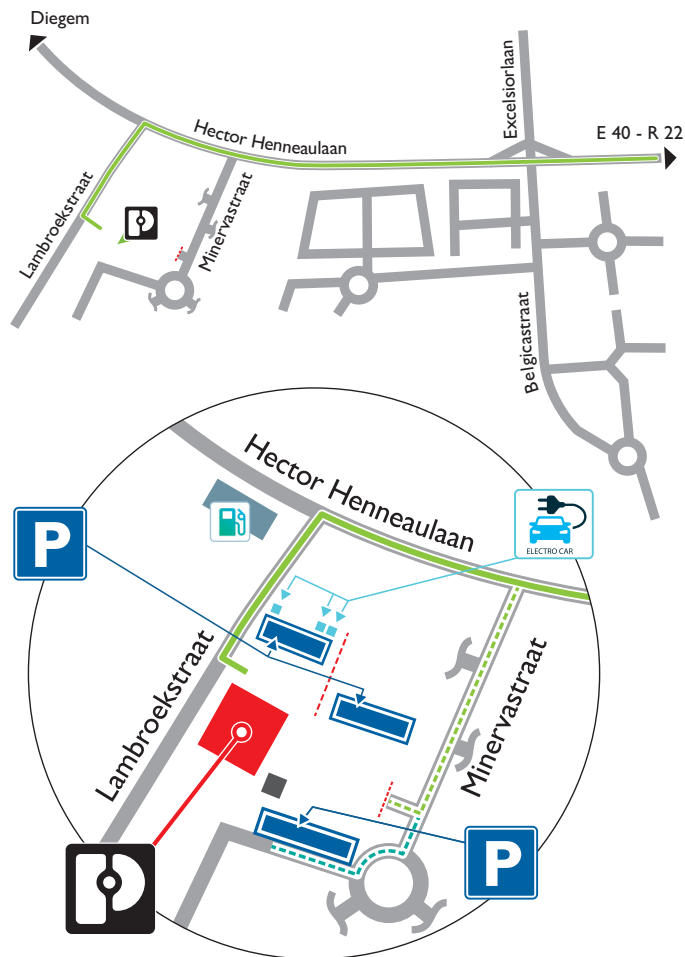 Diegem
Excelsiorlaan
E 40 - R 22
Hector Henneaulaan
Lambroekstraat
Minervastraat
Belgicastraat
Hector Henneaulaan
P
ELECTRO CAR
Lambroekstraat
Minervastraat
P